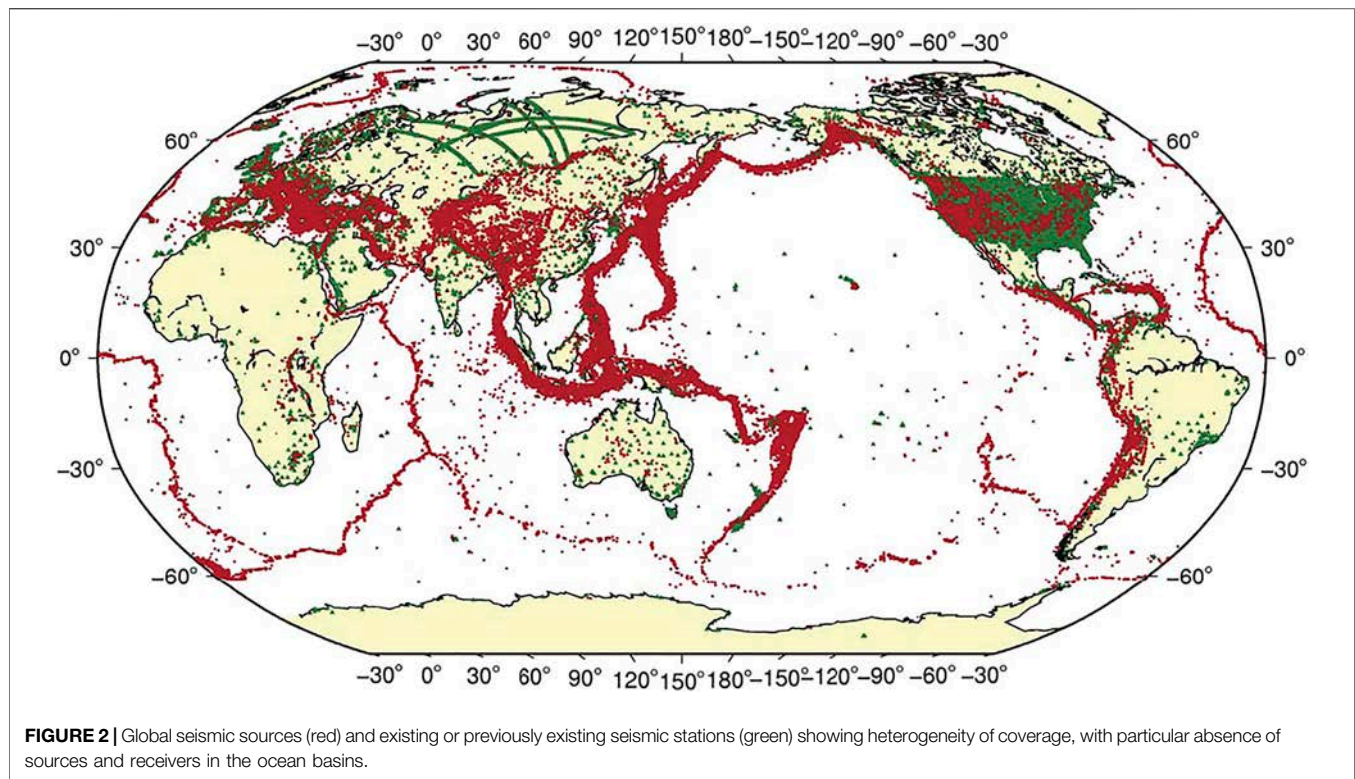 −30° 0° 30° 60° 90° 120° 150° 180° −150° −120° −90° −60° −30°
60° 60°
30° 30°
0° 0°
−30° −30°
−60° −60°
−30° 0° 30° 60° 90° 120° 150° 180° −150° −120° −90° −60° −30°
FIGURE 2 | Global seismic sources (red) and existing or previously existing seismic stations (green) showing heterogeneity of coverage, with particular absence of
sources and receivers in the ocean basins.